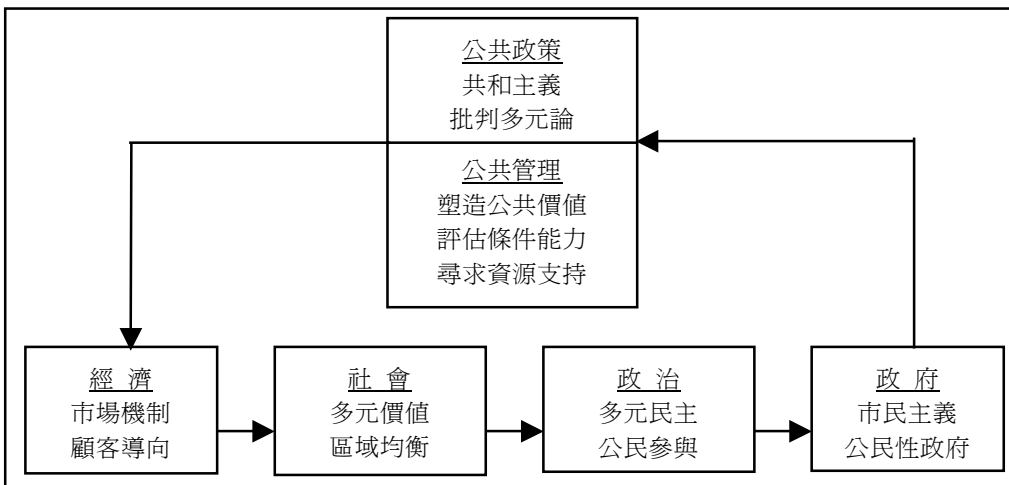 公共政策
共和主義
批判多元論
公共管理
塑造公共價值
評估條件能力
尋求資源支持
經 濟
市場機制
顧客導向
社 會
多元價值
區域均衡
政 治
多元民主
公民參與
政 府
市民主義
公民性政府